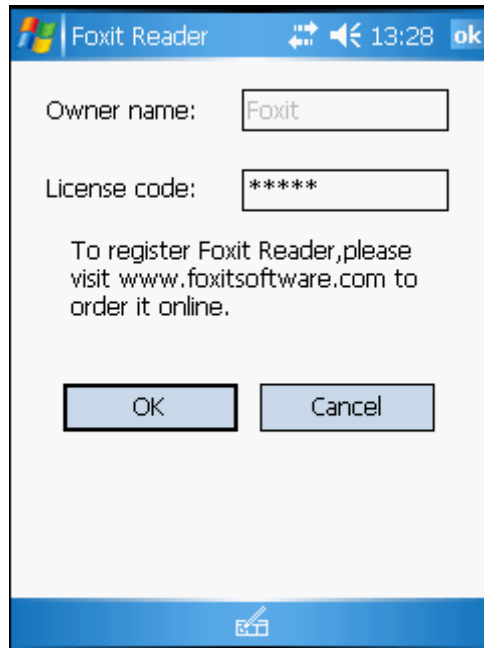 Foxit Reader 13:28 ok
Owner name: Foxit
License code: *****
To register Foxit Reader,please
visit www.foxitsoftware.com to
order it online.
OK Cancel